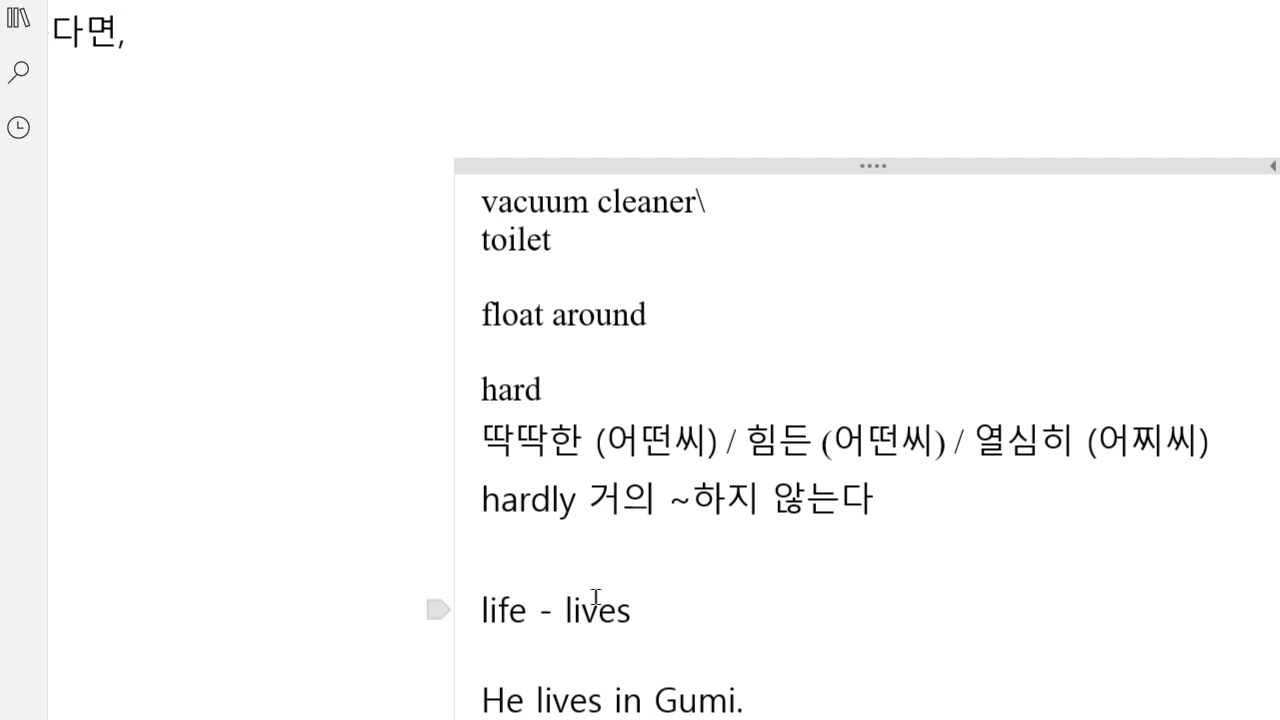 다면,
vacuum cleaner\
toilet
float around
hard
딱딱한 (어떤씨) / 힘든 (어떤씨) / 열심히 (어찌씨)
hardly 거의 ~하지 않는다
life - lives
He lives in Gumi.